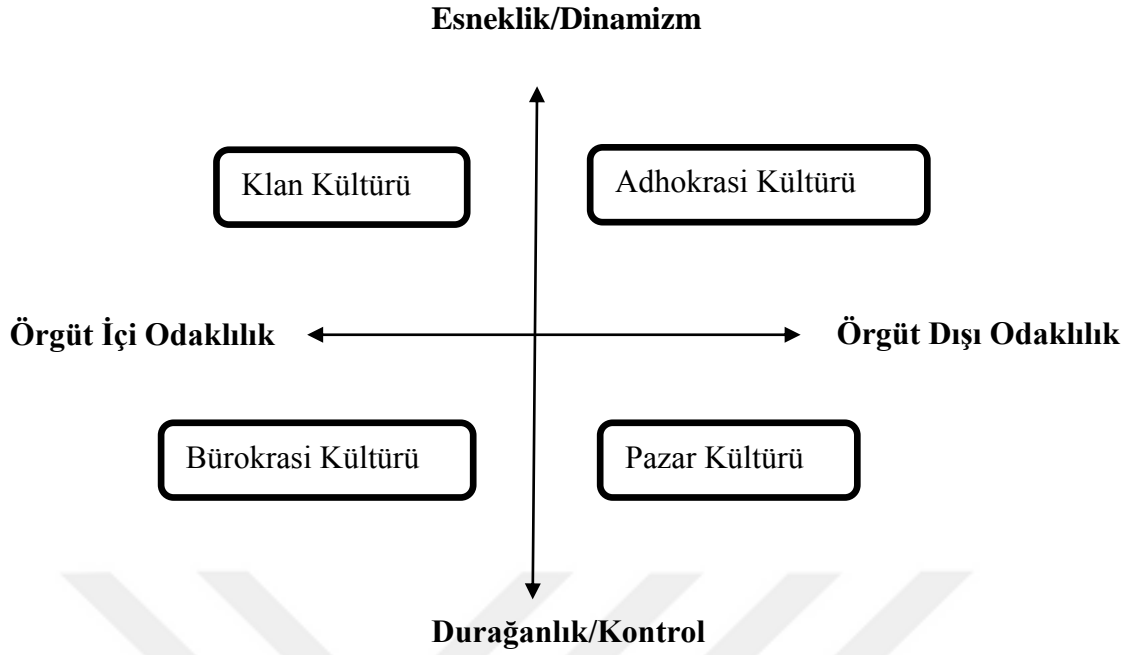 Esneklik/Dinamizm
Klan Kültürü
Adhokrasi Kültürü
Örgüt İçi Odaklılık
Örgüt Dışı Odaklılık
Bürokrasi Kültürü
Pazar Kültürü
Durağanlık/Kontrol